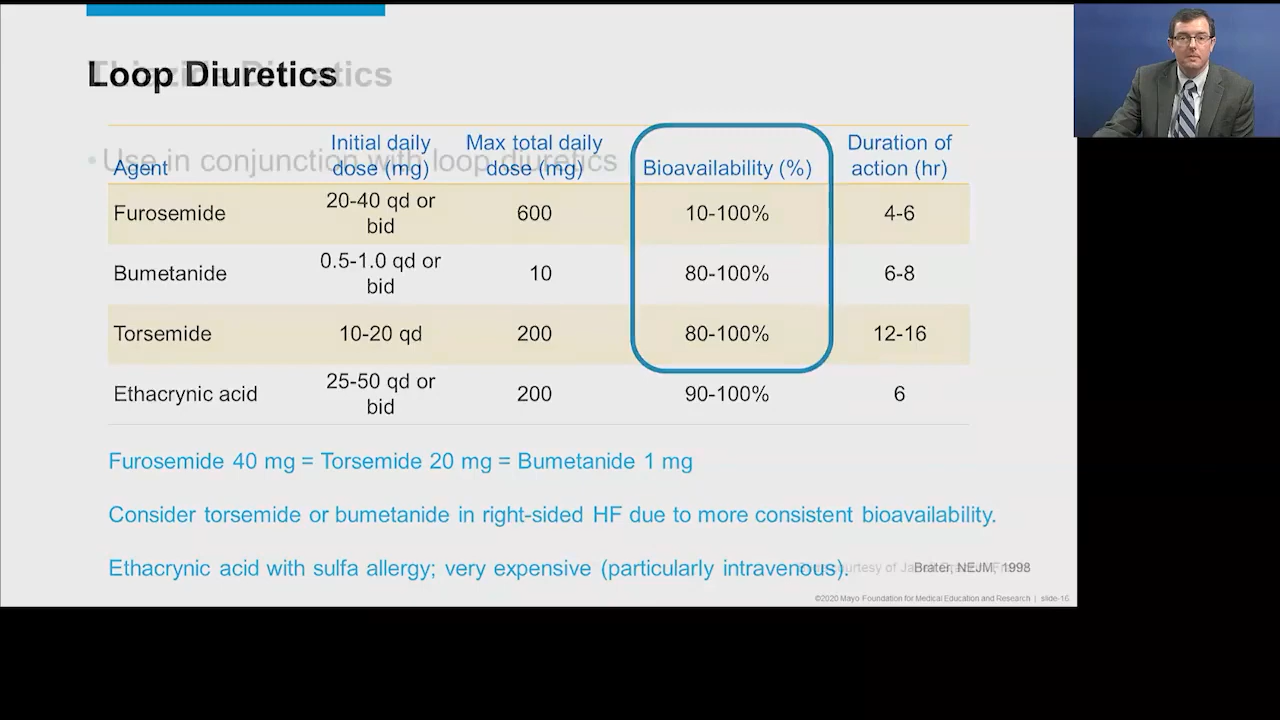 Loop Diuretics
Thiazide Diuretics
Use in conjunction with loop diuretics
Agent Initial daily dose (mg) Max total daily dose (mg) Bioavailability (%) Duration of action (hr)
Furosemide 20-40 qd or bid 600 10-100% 4-6
Bumetanide 0.5-1.0 qd or bid 10 80-100% 6-8
Torsemide 10-20 qd 200 80-100% 12-16
Ethacrynic acid 25-50 qd or bid 200 90-100% 6
Furosemide 40 mg = Torsemide 20 mg = Bumetanide 1 mg
Consider torsemide or bumetanide in right-sided HF due to more consistent bioavailability.
Ethacrynic acid with sulfa allergy; very expensive (particularly intravenous).
Brater, NEJM, 1998
©2020 Mayo Foundation for Medical Education and Research | slide-16